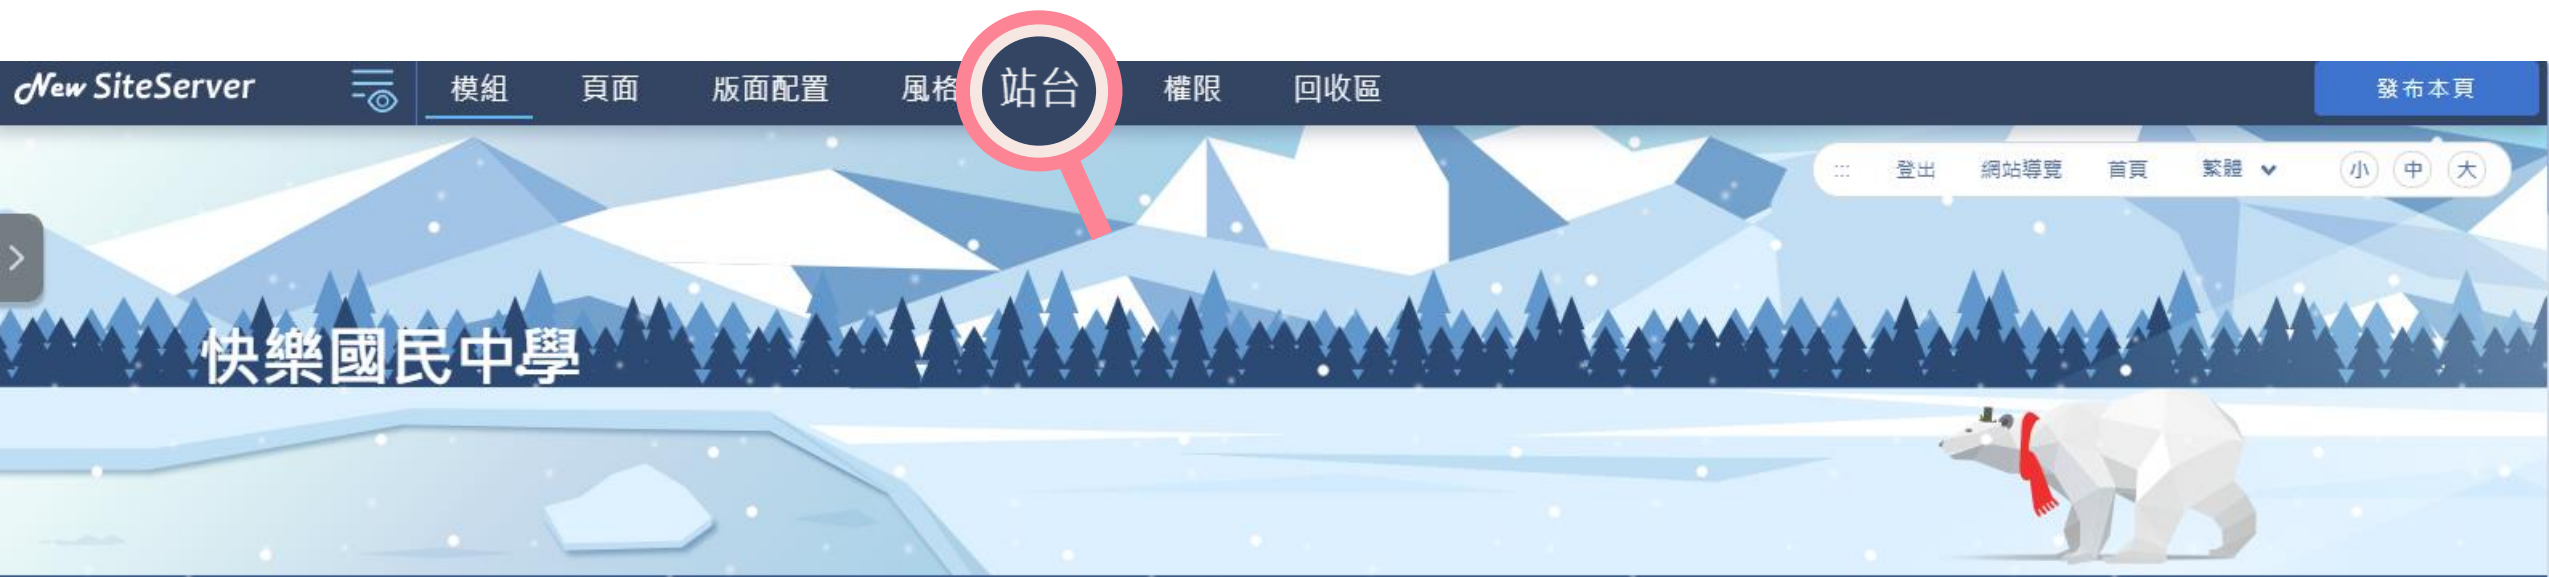 New SiteServer 模組 頁面 版面配置 風格 站台 權限 回收區 發布本頁
::: 登出 網站導覽 首頁 繁體 小 中 大
快樂國民中學